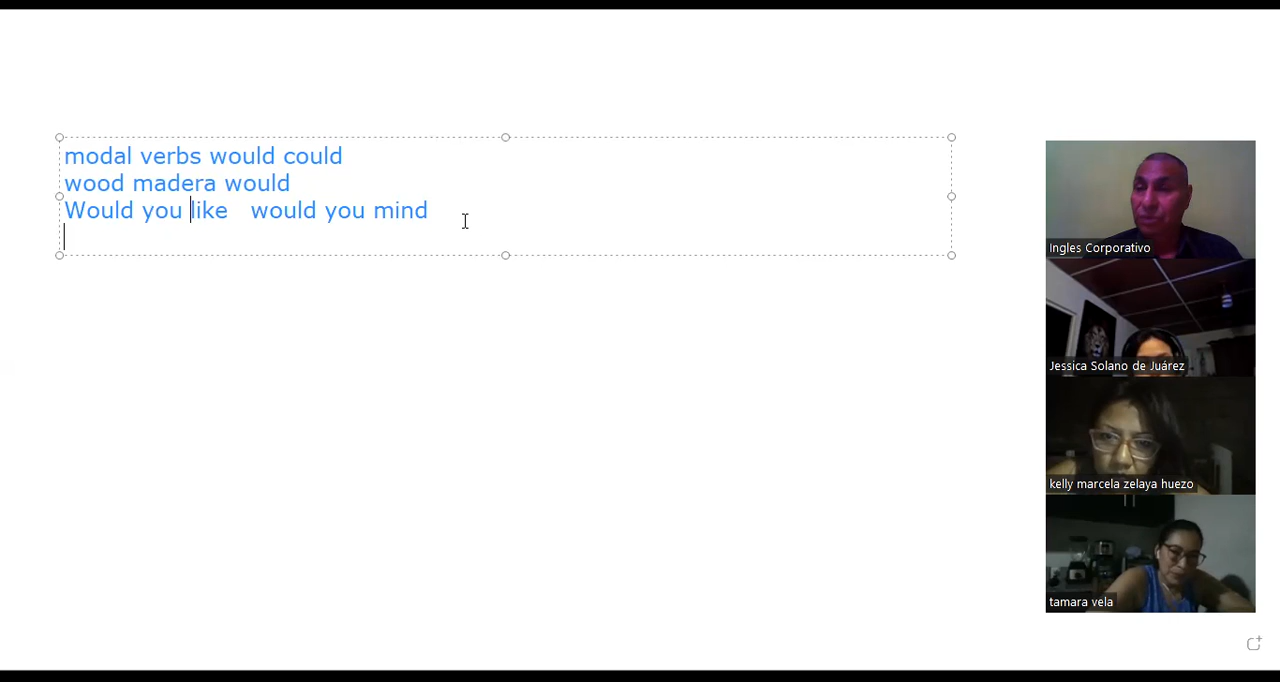 modal verbs would could
wood madera would
Would you like   would you mind
Ingles Corporativo
Jessica Solano de Juárez
kelly marcela zelaya huezo
tamara vela